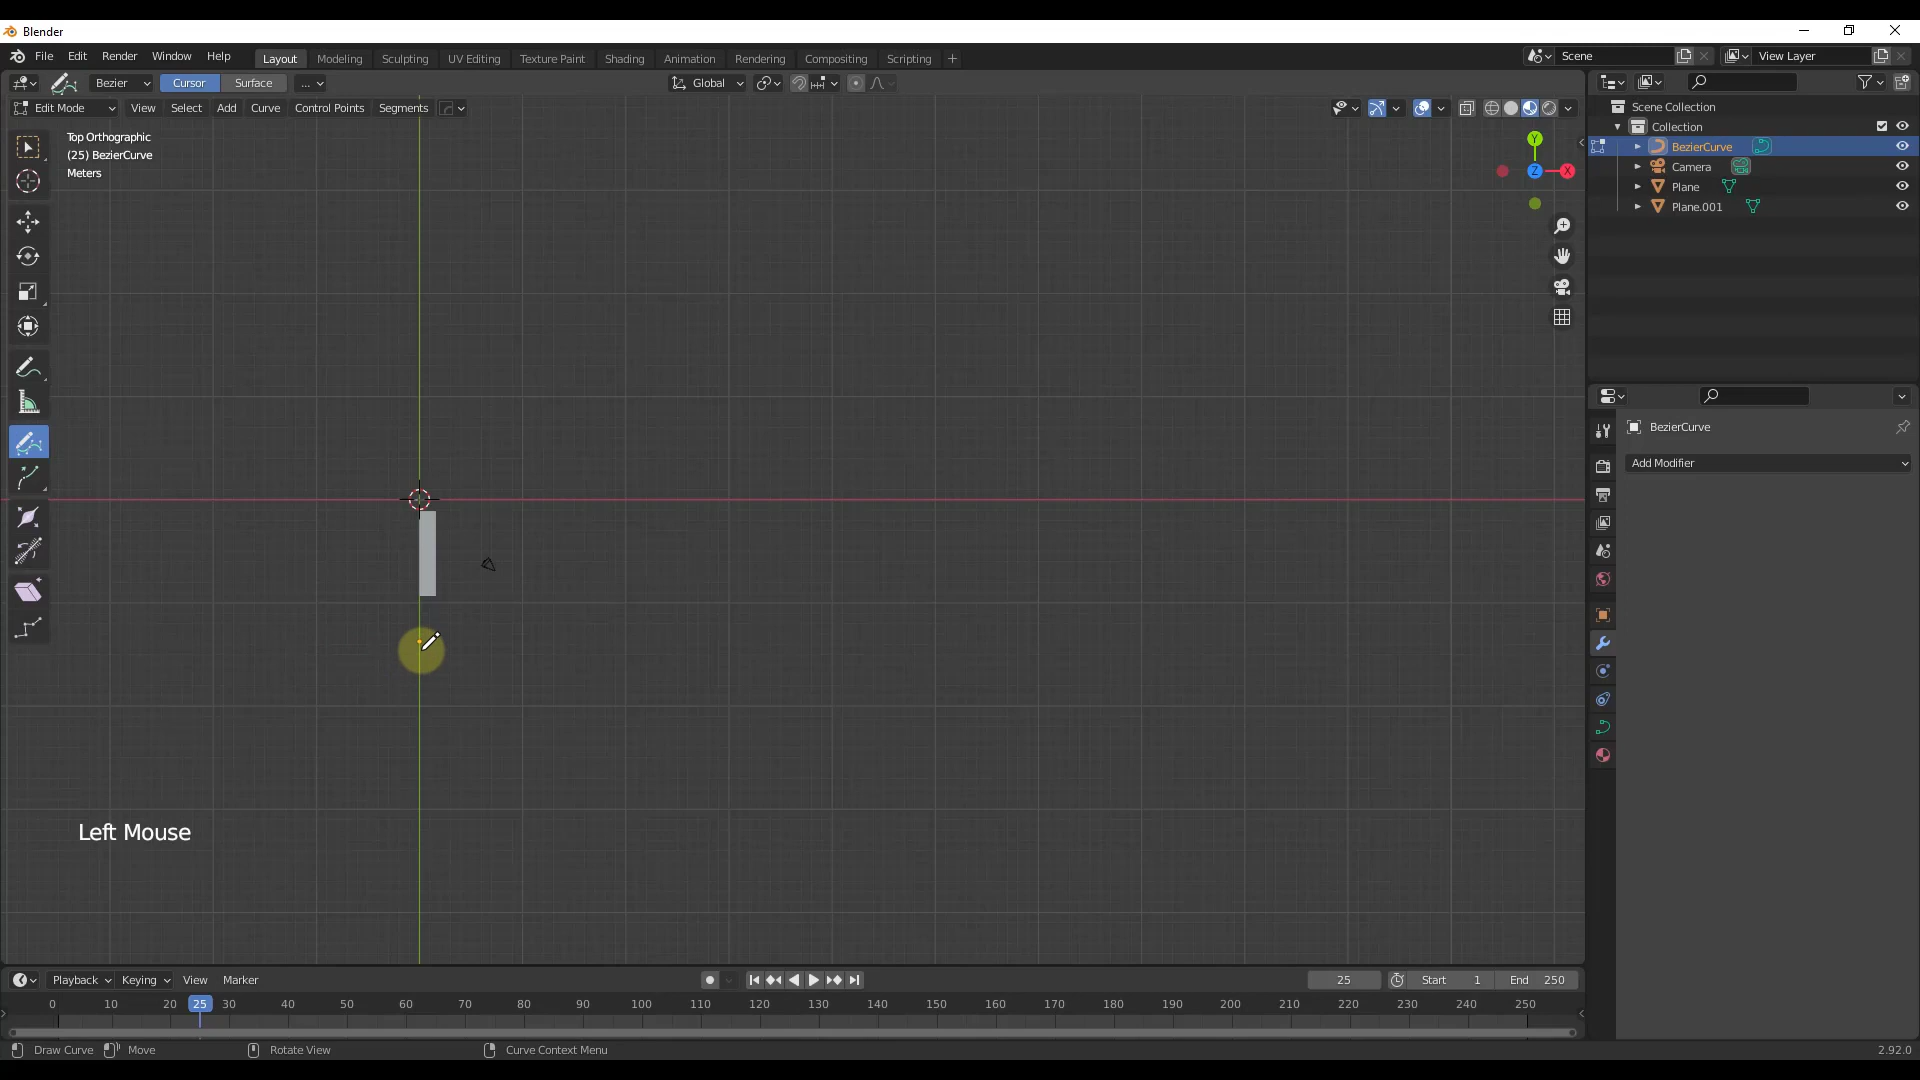 Blender
File Edit Render Window Help Layout Modeling Sculpting UV Editing Texture Paint Shading Animation Rendering Compositing Scripting + Scene View Layer
Bezier Cursor Surface ... Global
Edit Mode View Select Add Curve Control Points Segments
Scene Collection
Collection
BezierCurve
Camera
Plane
Plane.001
Top Orthographic
(25) BezierCurve
Meters
Y
Z X
BezierCurve
Add Modifier
Left Mouse
Playback Keying View Marker 25 Start 1 End 250
0 10 20 25 30 40 50 60 70 80 90 100 110 120 130 140 150 160 170 180 190 200 210 220 230 240 250
Draw Curve Move Rotate View Curve Context Menu 2.92.0